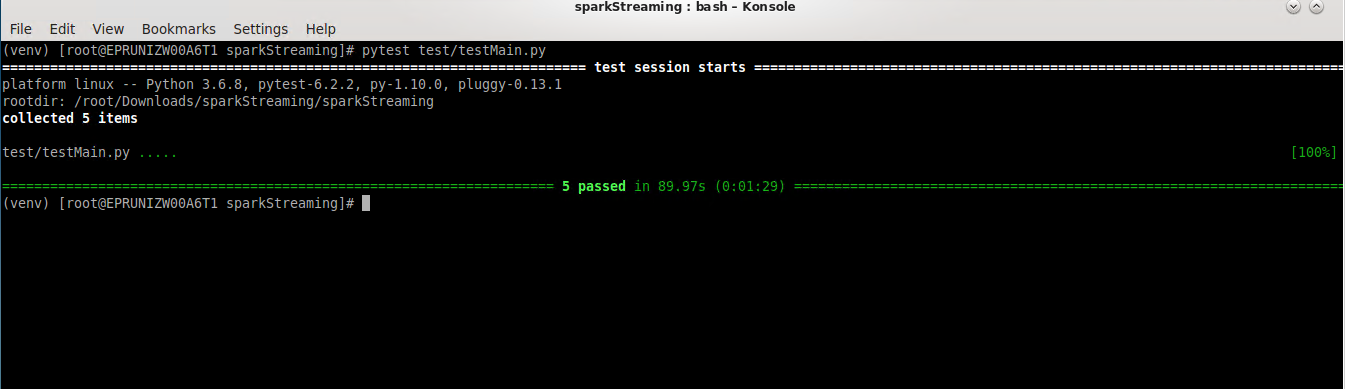 sparkStreaming : bash – Konsole
File Edit View Bookmarks Settings Help
(venv) [root@EPRUNIZW00A6T1 sparkStreaming]# pytest test/testMain.py
========================================================================= test session starts ==========================================================================
platform linux -- Python 3.6.8, pytest-6.2.2, py-1.10.0, pluggy-0.13.1
rootdir: /root/Downloads/sparkStreaming/sparkStreaming
collected 5 items
test/testMain.py ..... [100%]
===================================================================== 5 passed in 89.97s (0:01:29) =====================================================================
(venv) [root@EPRUNIZW00A6T1 sparkStreaming]#